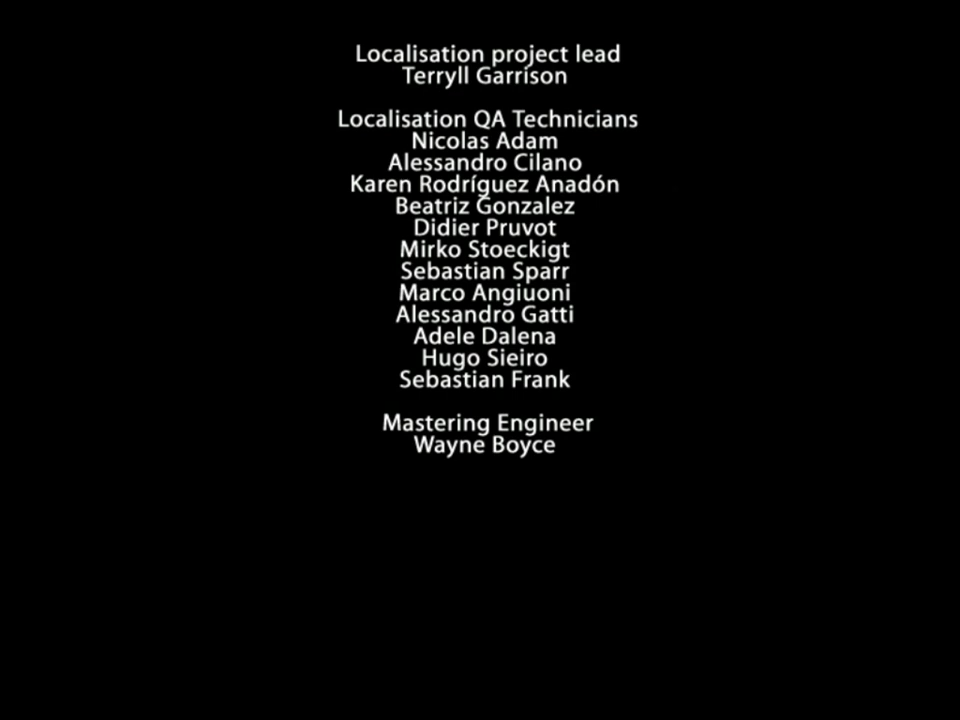 Localisation project lead
Terryll Garrison
Localisation QA Technicians
Nicolas Adam
Alessandro Cilano
Karen Rodríguez Anadón
Beatriz Gonzalez
Didier Pruvot
Mirko Stoeckigt
Sebastian Sparr
Marco Angiuoni
Alessandro Gatti
Adele Dalena
Hugo Sieiro
Sebastian Frank
Mastering Engineer
Wayne Boyce